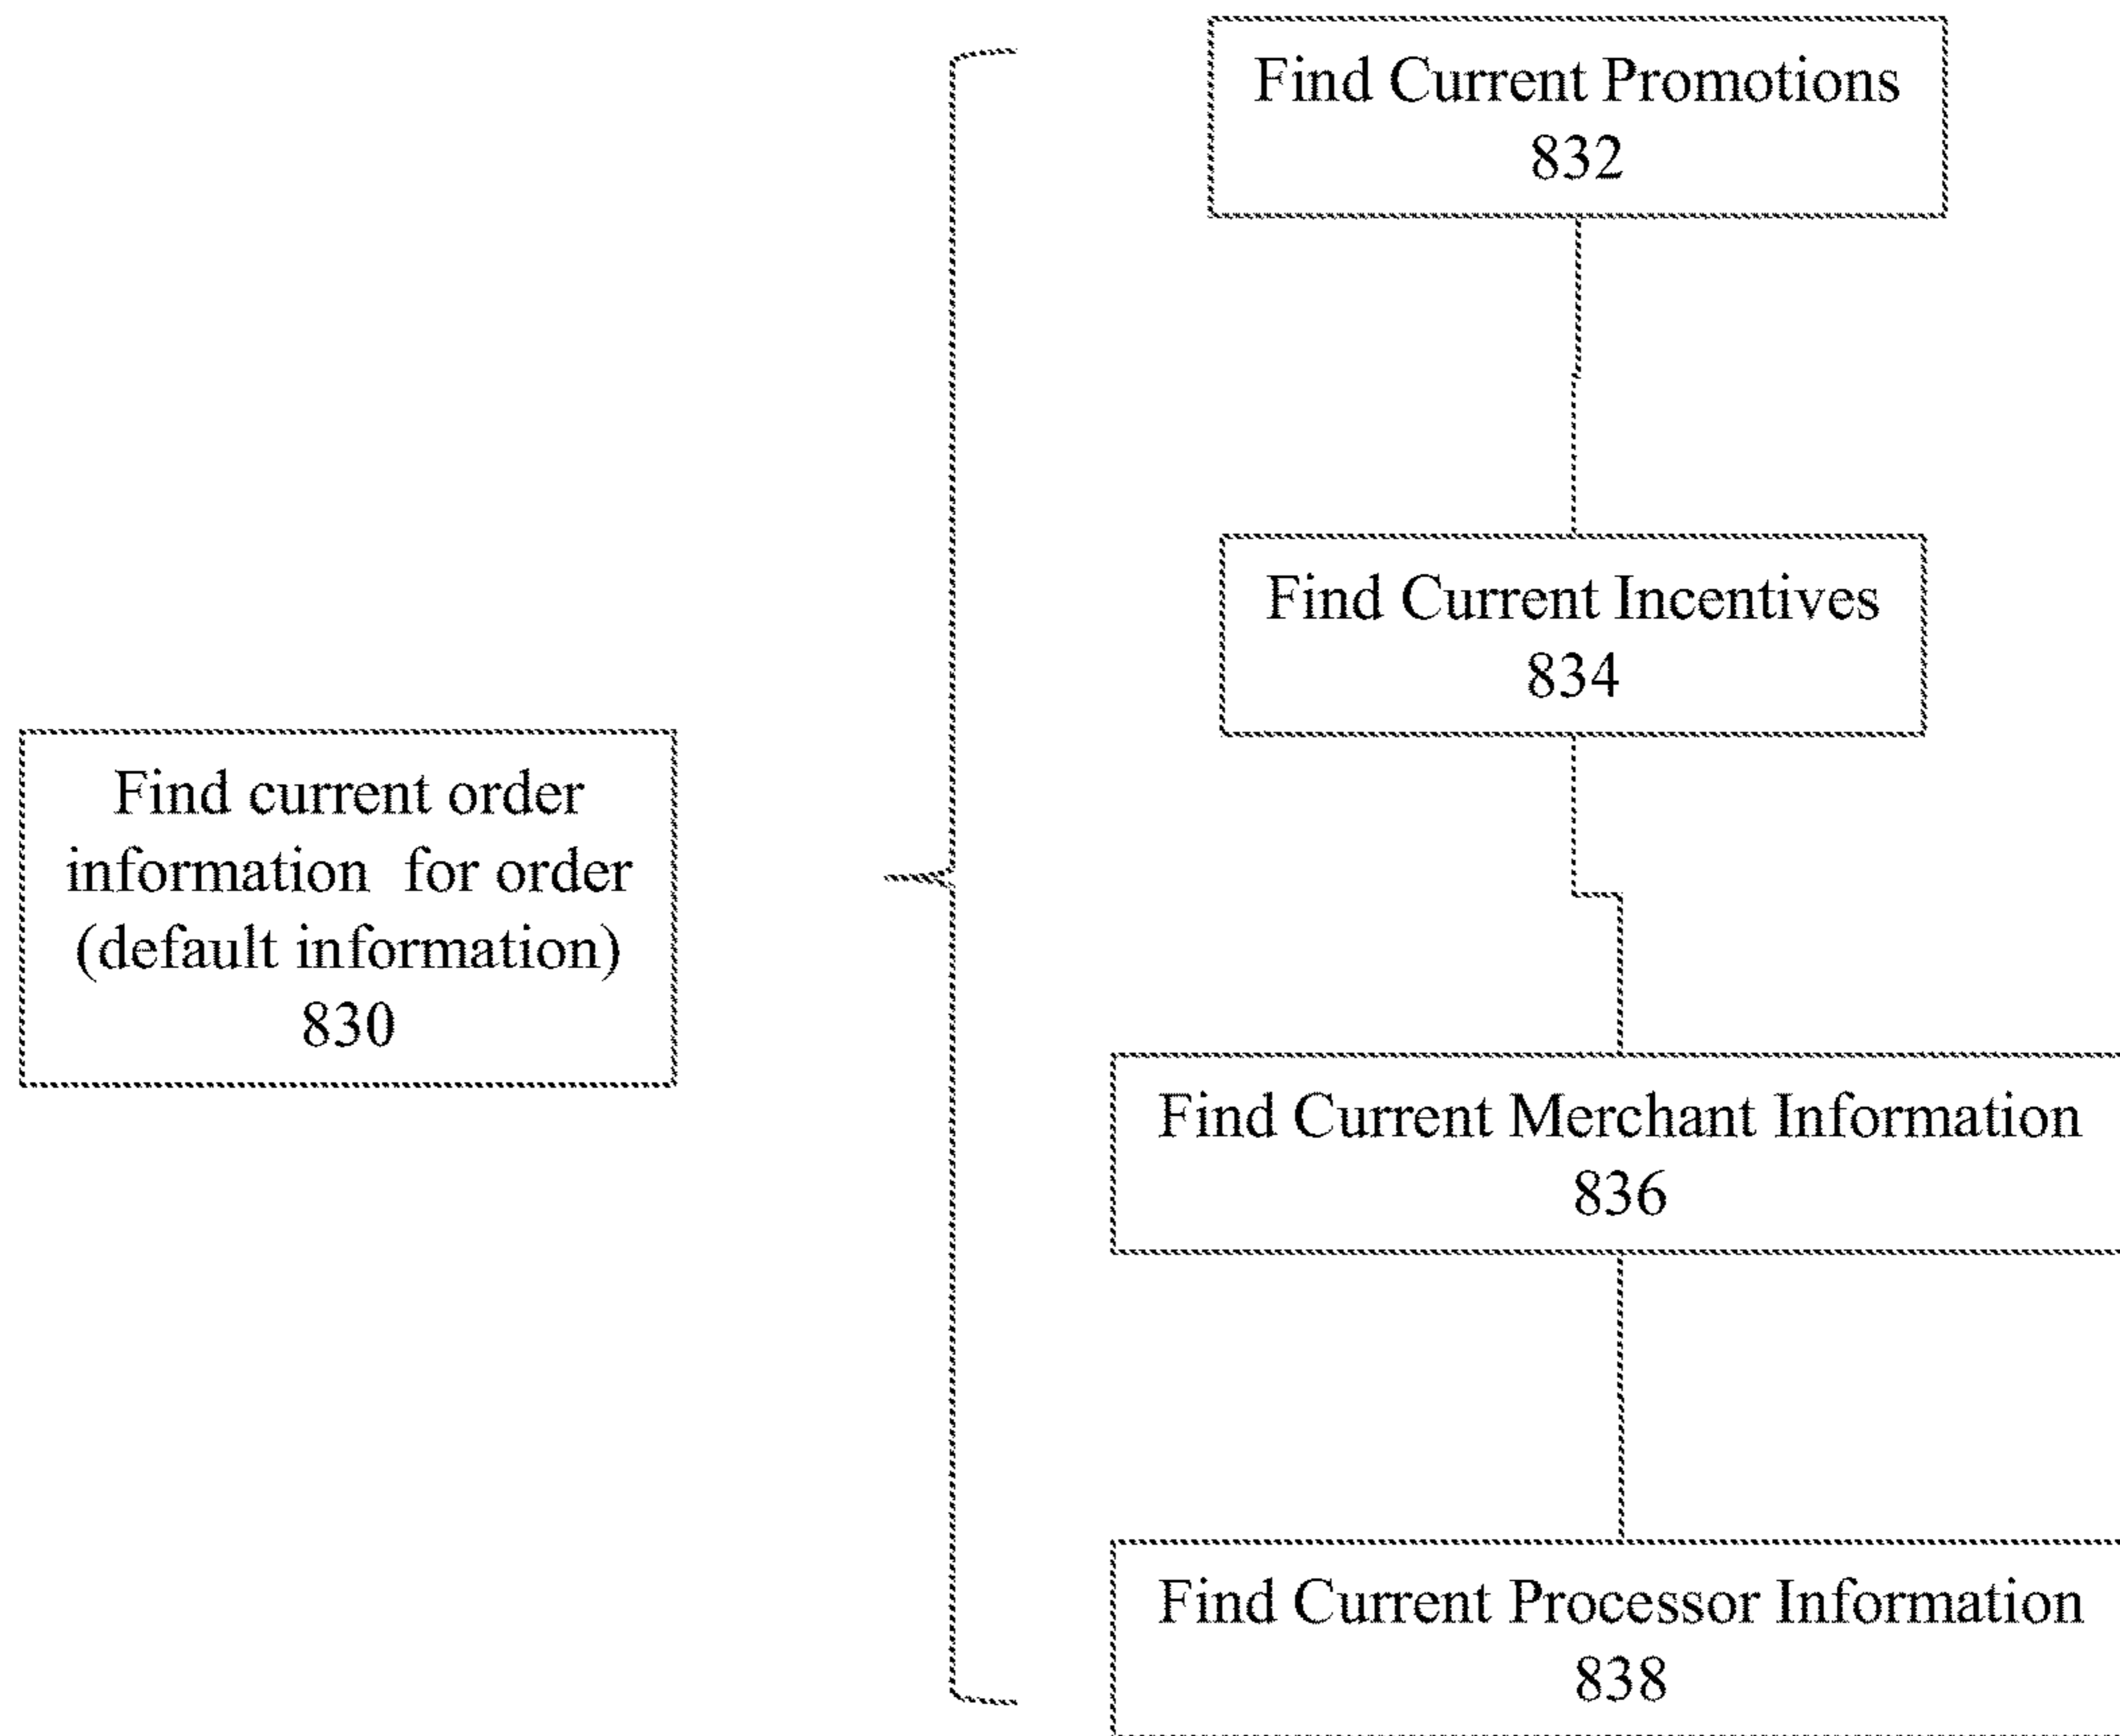 Find Current Promotions
832
Find Current Incentives
834
Find current order
information for order
(default information)
830
Find Current Merchant Information
836
Find Current Processor Information
838